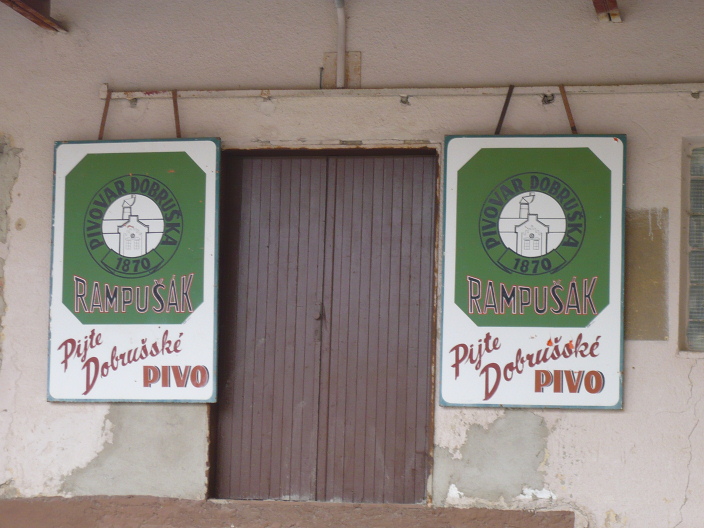 PIVOVAR DOBRUŠKA
1870
RAMPUŠÁK
Pijte
Dobrušské
PIVO
PIVOVAR DOBRUŠKA
1870
RAMPUŠÁK
Pijte
Dobrušské
PIVO